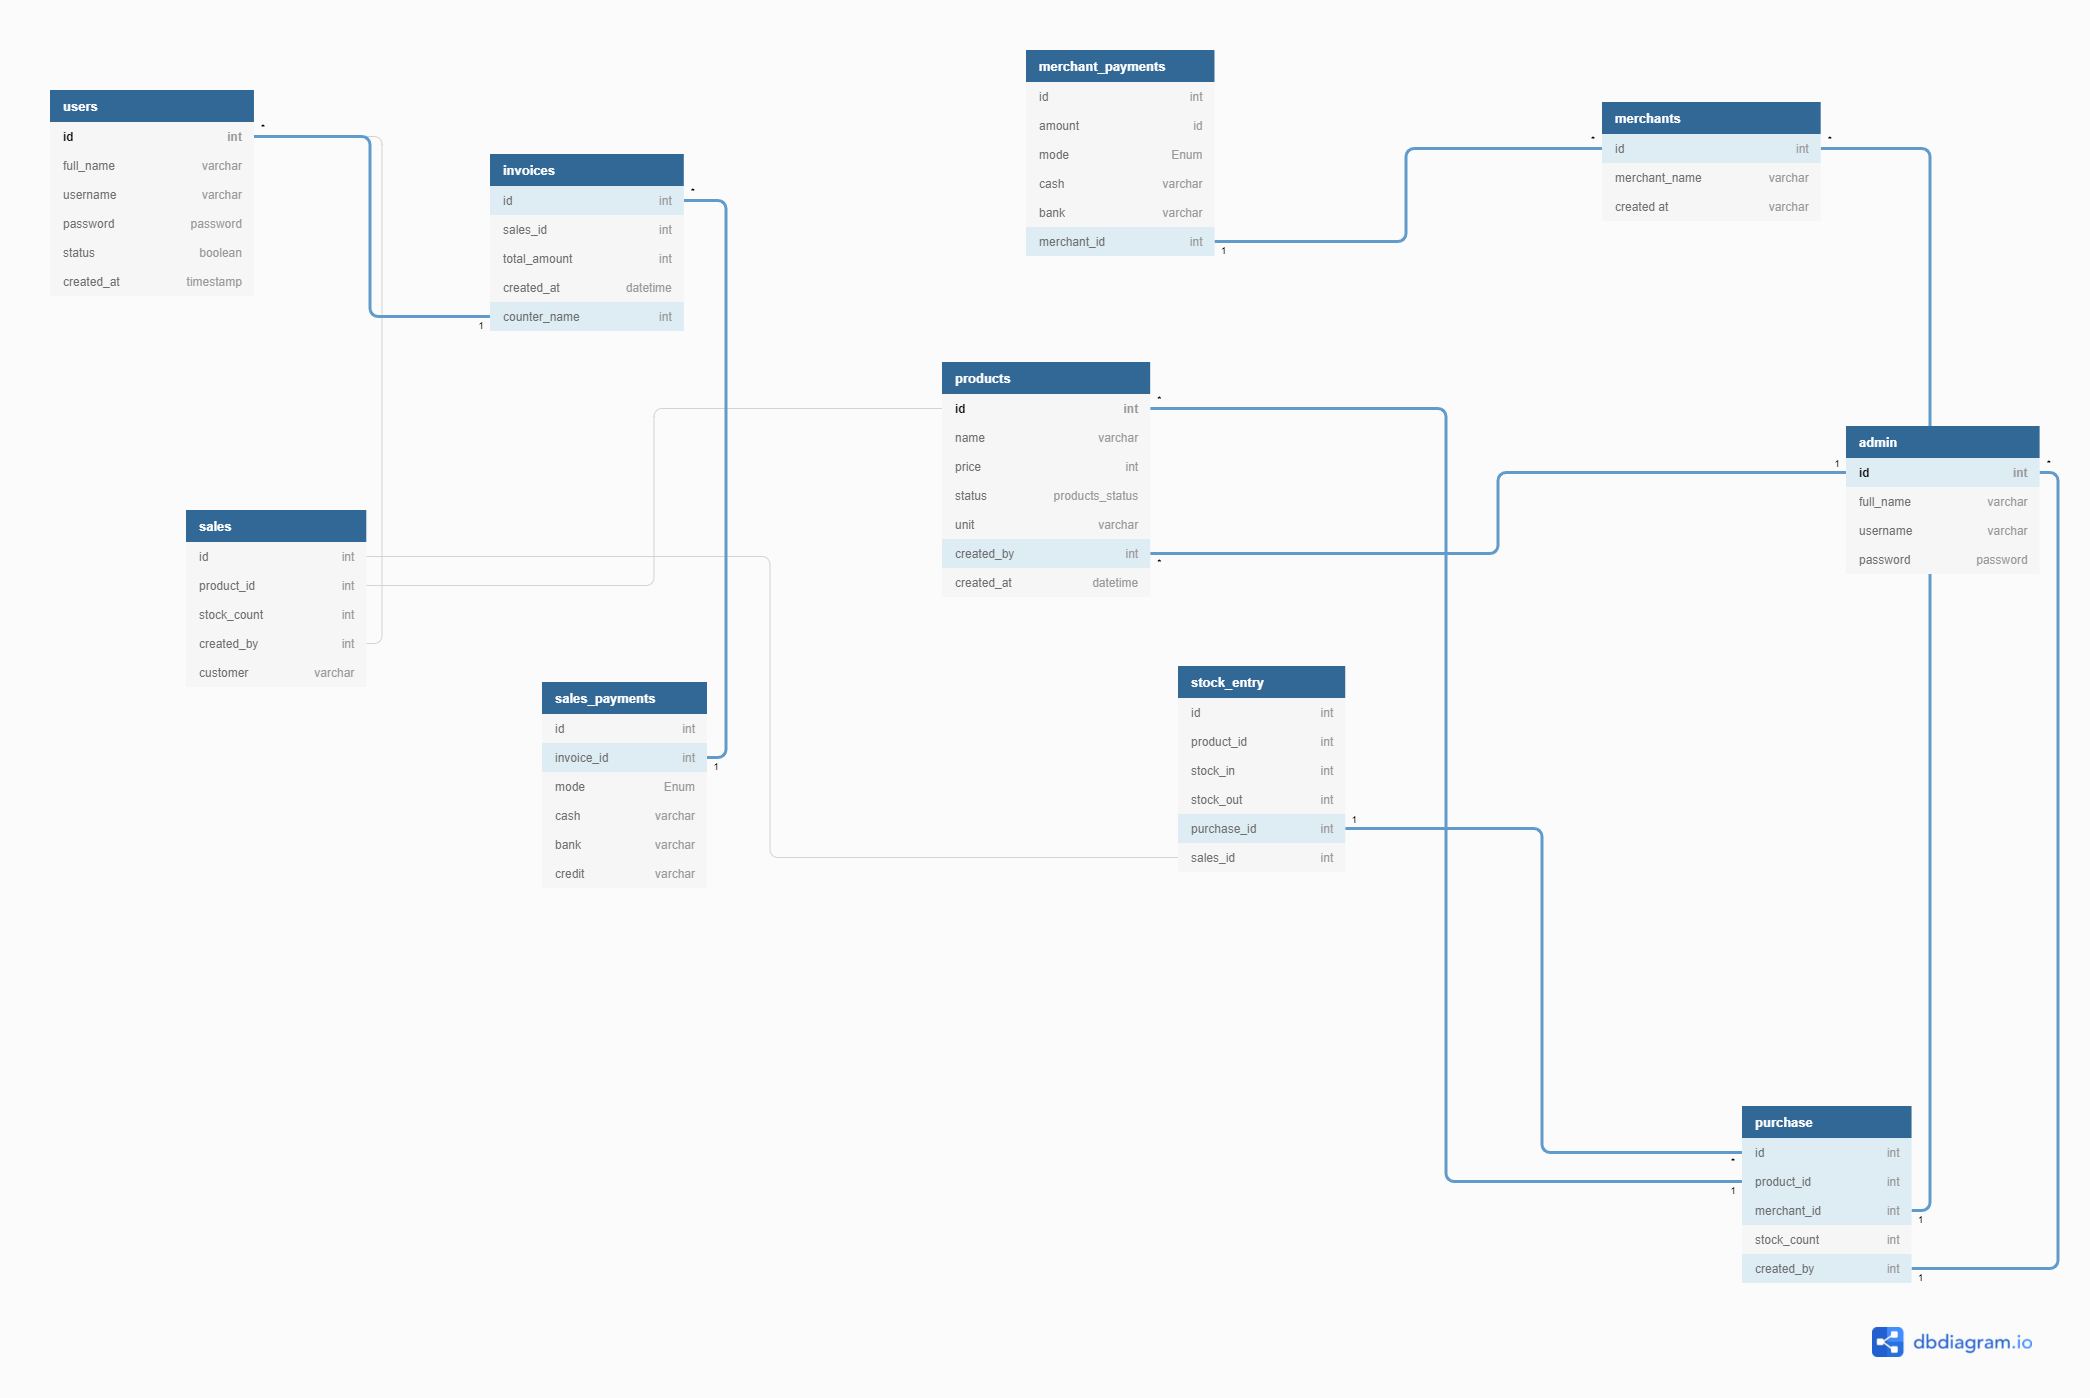 users
id int
full_name varchar
username varchar
password password
status boolean
created_at timestamp
*
invoices
id int
sales_id int
total_amount int
created_at datetime
counter_name int
*
1
merchant_payments
id int
amount id
mode Enum
cash varchar
bank varchar
merchant_id int
1
merchants
id int
merchant_name varchar
created at varchar
*
*
products
id int
name varchar
price int
status products_status
unit varchar
created_by int
created_at datetime
*
*
admin
id int
full_name varchar
username varchar
password password
1
*
sales
id int
product_id int
stock_count int
created_by int
customer varchar
sales_payments
id int
invoice_id int
mode Enum
cash varchar
bank varchar
credit varchar
1
stock_entry
id int
product_id int
stock_in int
stock_out int
purchase_id int
sales_id int
1
purchase
id int
product_id int
merchant_id int
stock_count int
created_by int
*
1
1
1
dbdiagram.io